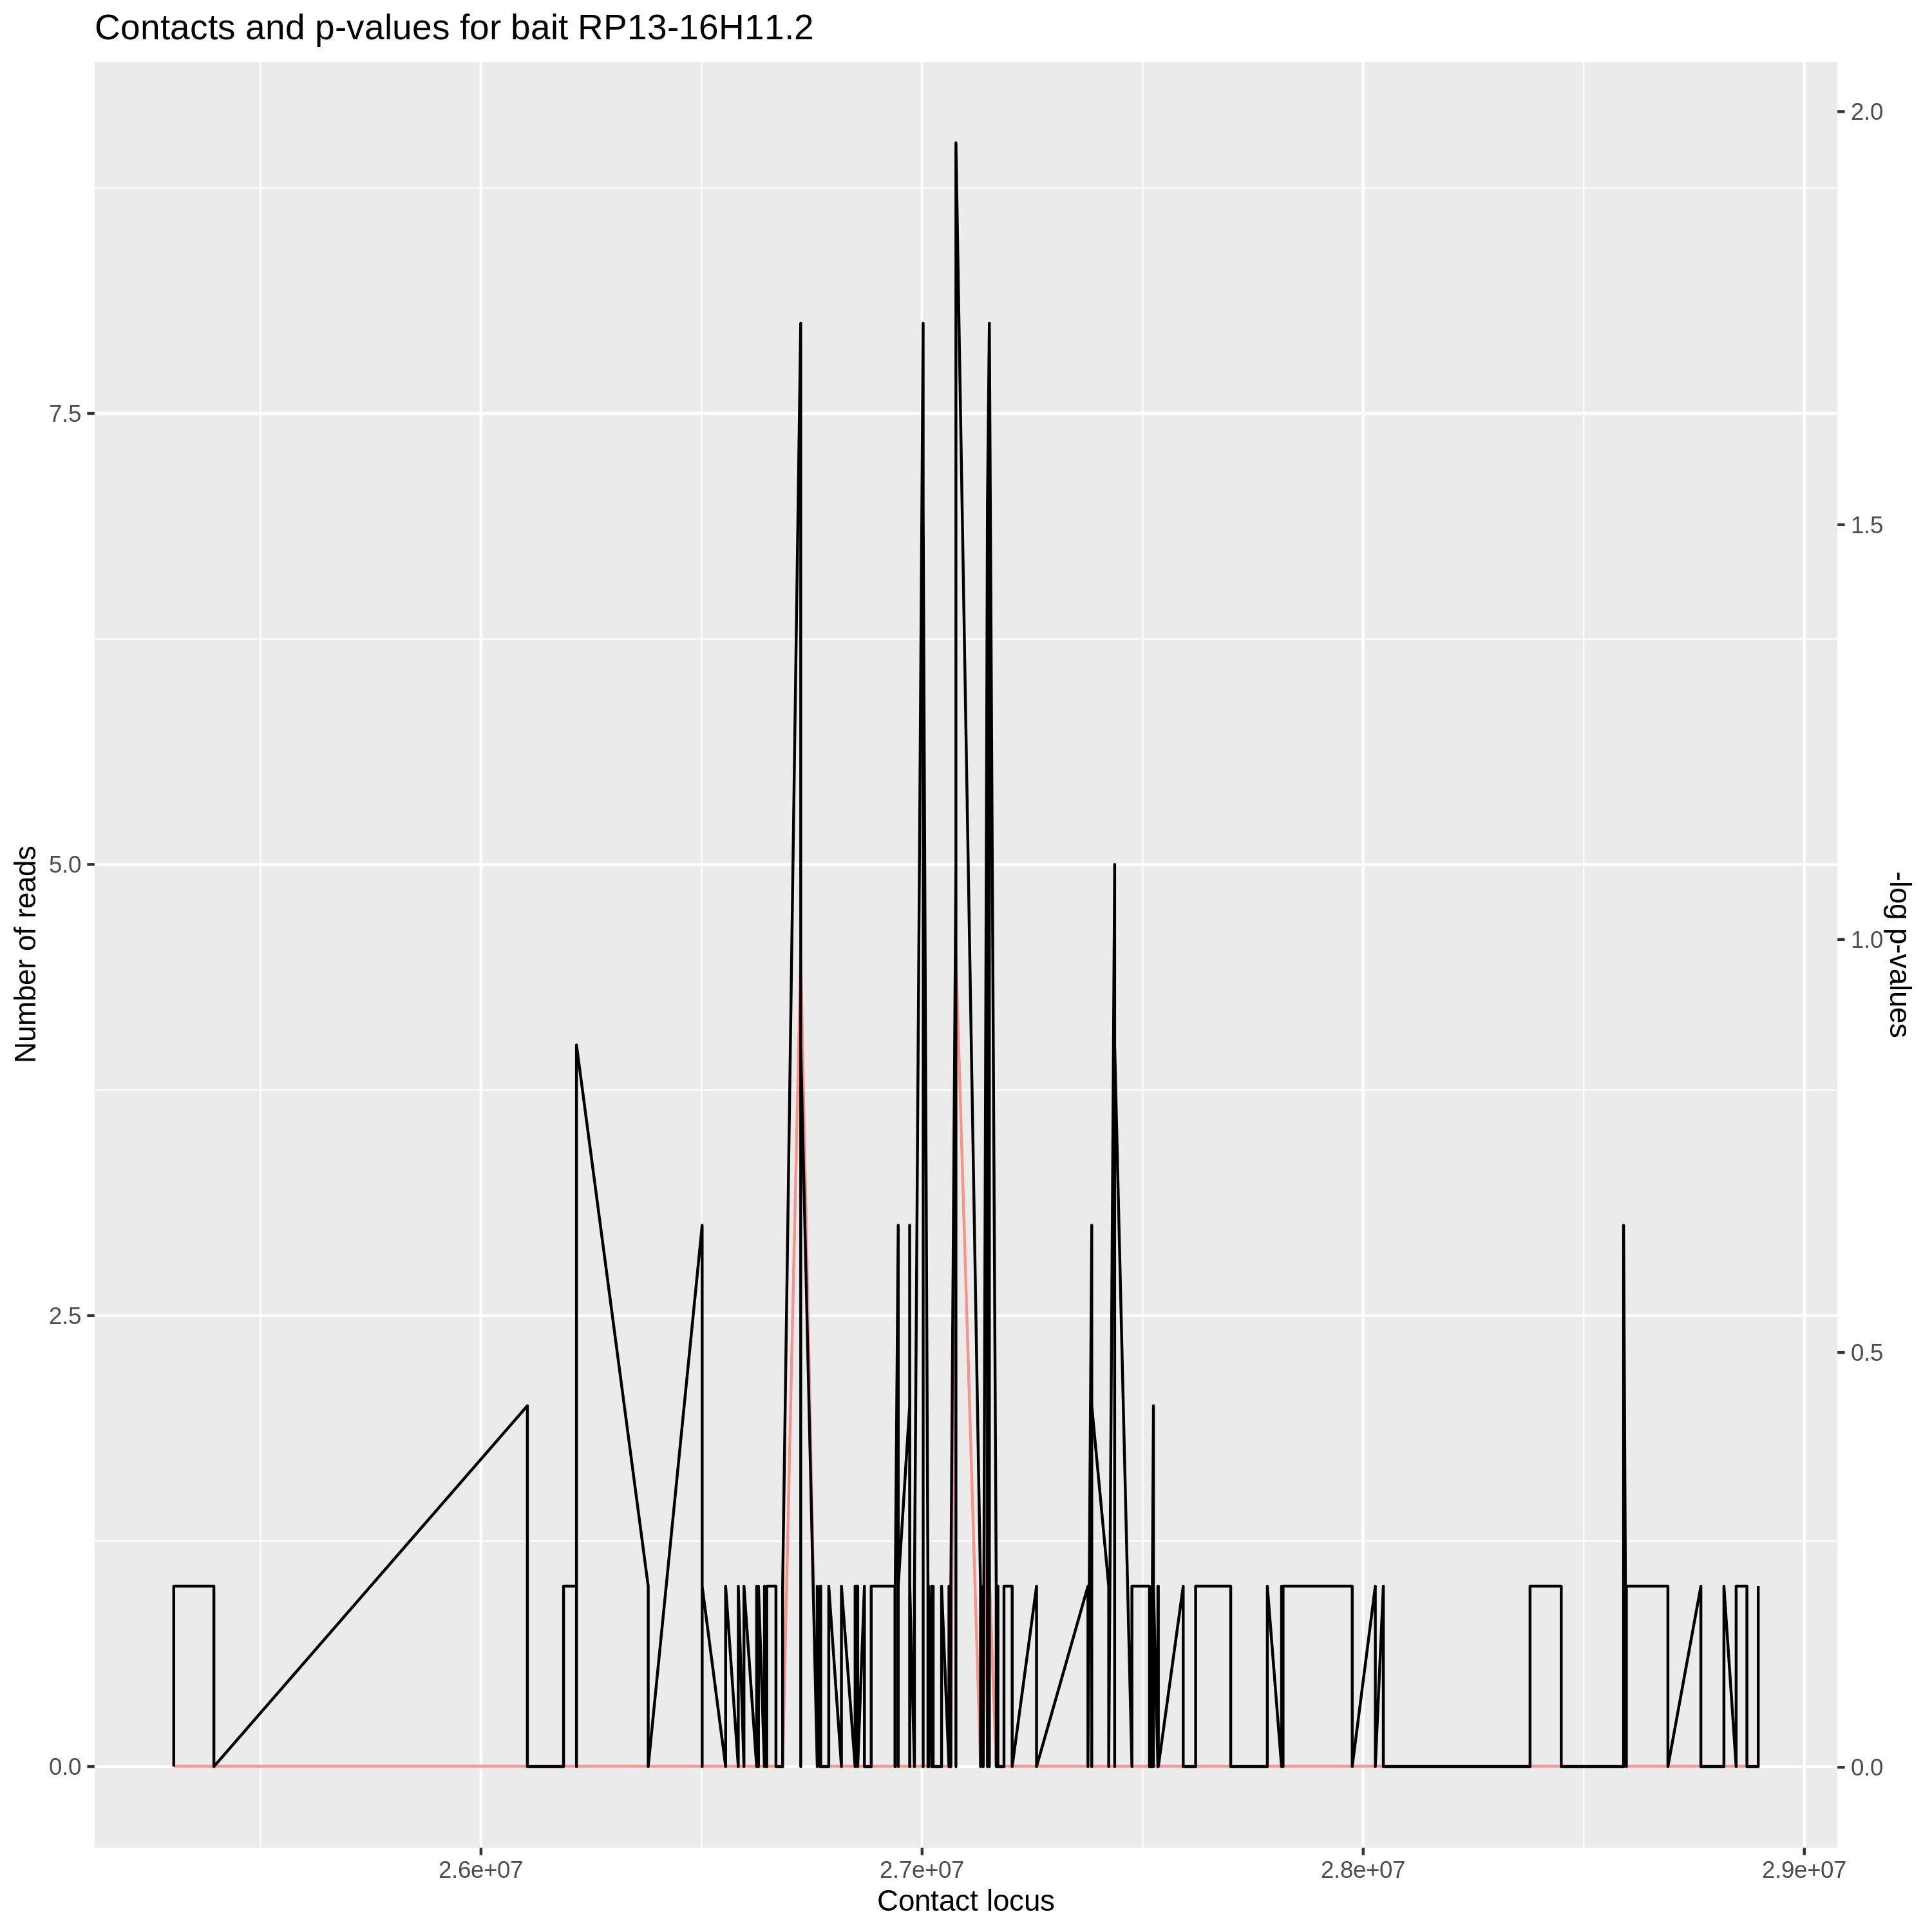 Contacts and p-values for bait RP13-16H11.2
Number of reads
7.5
5.0
2.5
0.0
2.0
1.5
1.0
0.5
0.0
-log p-values
2.6e+07
2.7e+07
2.8e+07
2.9e+07
Contact locus